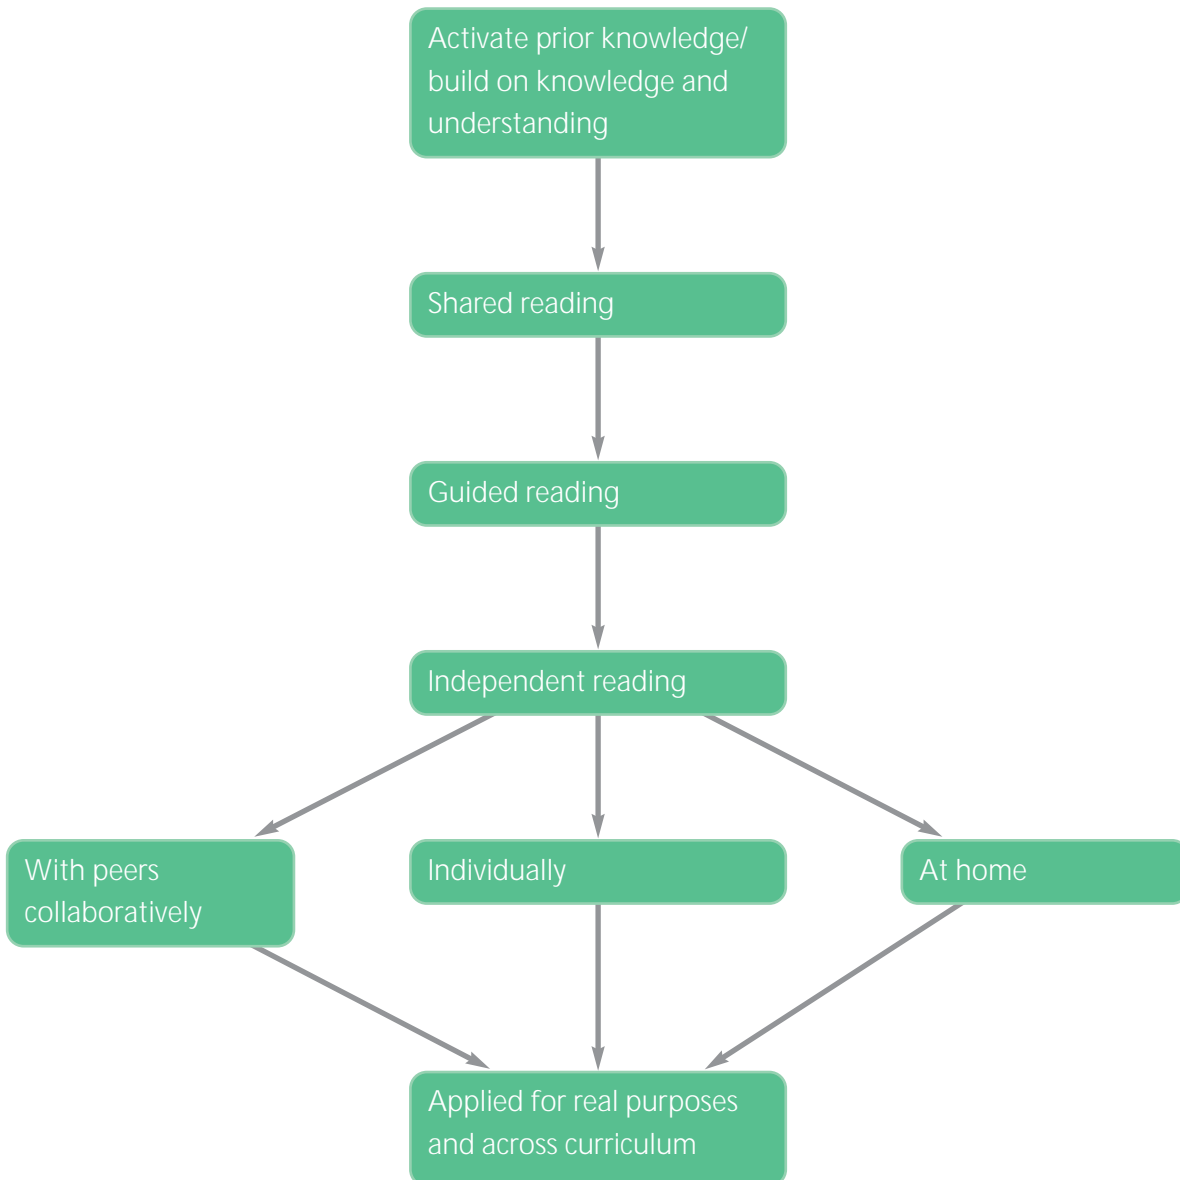 Activate prior knowledge/
build on knowledge and
understanding
Shared reading
Guided reading
Independent reading
With peers
collaboratively
Individually
At home
Applied for real purposes
and across curriculum